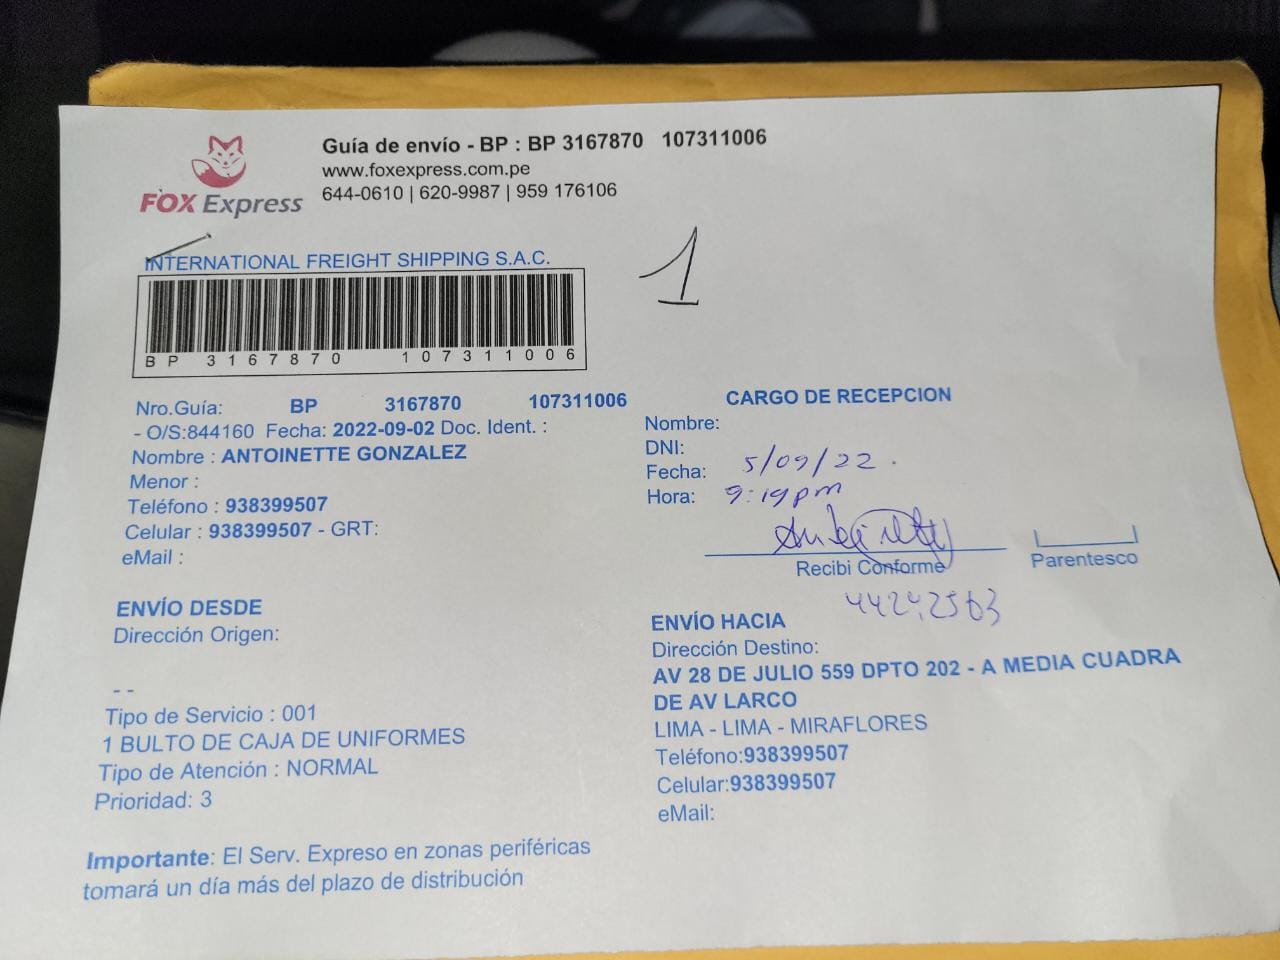 FOX Express
Guía de envío - BP : BP 3167870 107311006
www.foxexpress.com.pe
644-0610 | 620-9987 | 959 176106
INTERNATIONAL FREIGHT SHIPPING S.A.C.
BP 3167870 107311006
1
Nro.Guía: BP 3167870 107311006
- O/S:844160 Fecha: 2022-09-02 Doc. Ident. :
Nombre : ANTOINETTE GONZALEZ
Menor :
Teléfono : 938399507
Celular : 938399507 - GRT:
eMail :
CARGO DE RECEPCION
Nombre:
DNI:
Fecha: 5/09/22.
Hora: 9:19pm
Recibi Conforme
Parentesco
ENVÍO DESDE
Dirección Origen:
- -
Tipo de Servicio : 001
1 BULTO DE CAJA DE UNIFORMES
Tipo de Atención : NORMAL
Prioridad: 3
ENVÍO HACIA
Dirección Destino:
AV 28 DE JULIO 559 DPTO 202 - A MEDIA CUADRA
DE AV LARCO
LIMA - LIMA - MIRAFLORES
Teléfono:938399507
Celular:938399507
eMail:
Importante: El Serv. Expreso en zonas periféricas
tomará un día más del plazo de distribución